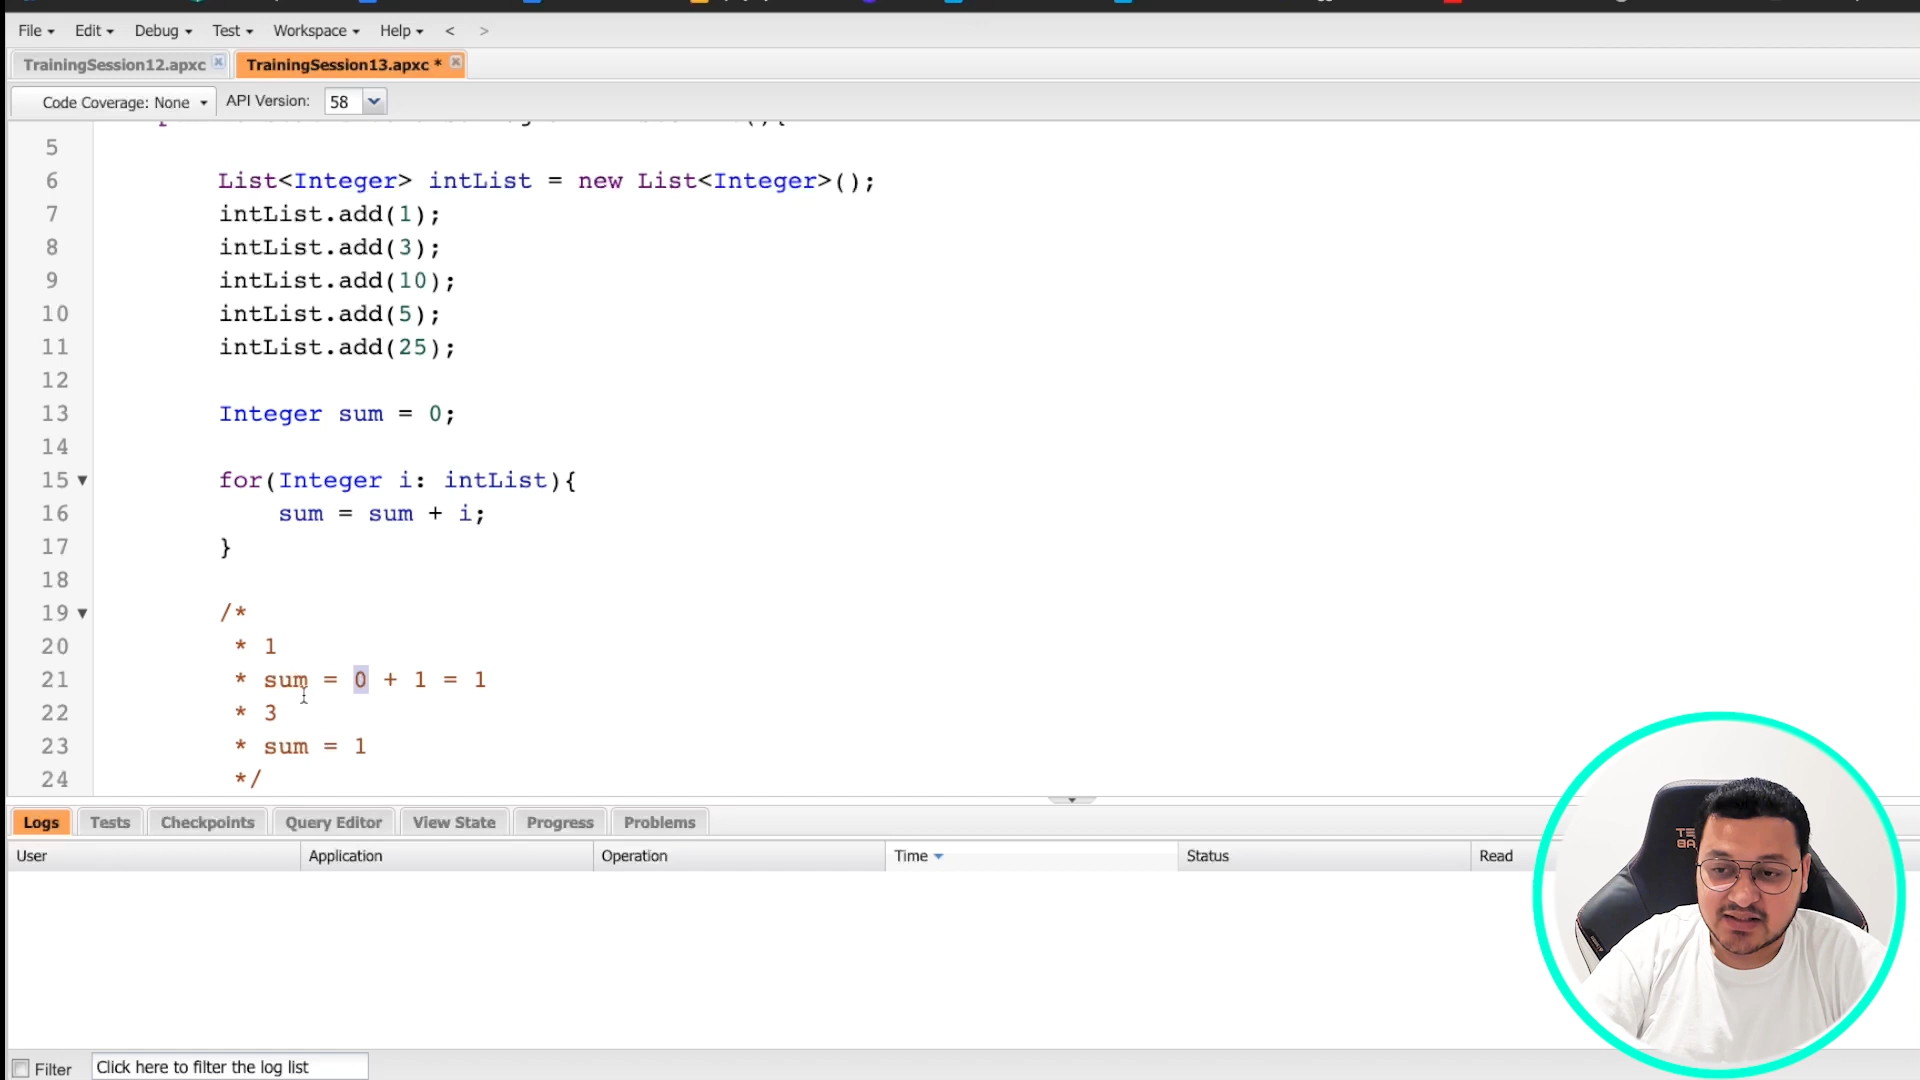 File Edit Debug Test Workspace Help < >
TrainingSession12.apxc TrainingSession13.apxc *
Code Coverage: None API Version: 58
5
6 List<Integer> intList = new List<Integer>();
7 intList.add(1);
8 intList.add(3);
9 intList.add(10);
10 intList.add(5);
11 intList.add(25);
12
13 Integer sum = 0;
14
15 for(Integer i: intList){
16 sum = sum + i;
17 }
18
19 /*
20 * 1
21 * sum = 0 + 1 = 1
22 * 3
23 * sum = 1
24 */
Logs Tests Checkpoints Query Editor View State Progress Problems
User Application Operation Time Status Read
Filter Click here to filter the log list